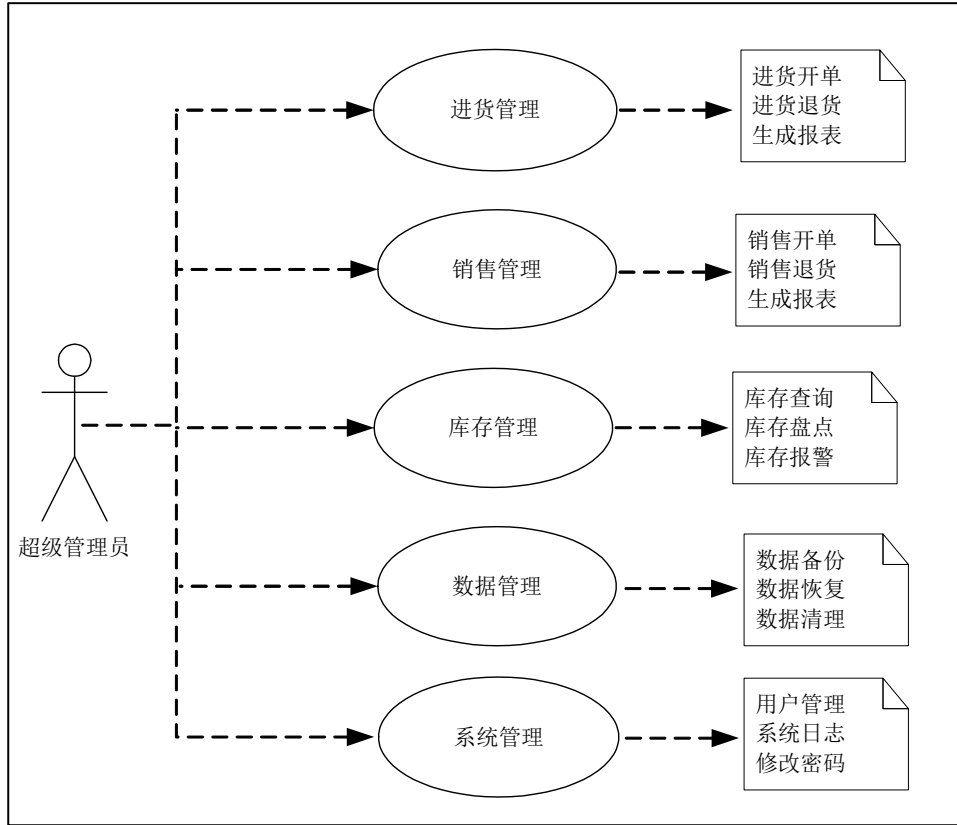 进货管理
进货开单
进货退货
生成报表
销售管理
销售开单
销售退货
生成报表
库存管理
库存查询
库存盘点
库存报警
超级管理员
数据管理
数据备份
数据恢复
数据清理
系统管理
用户管理
系统日志
修改密码